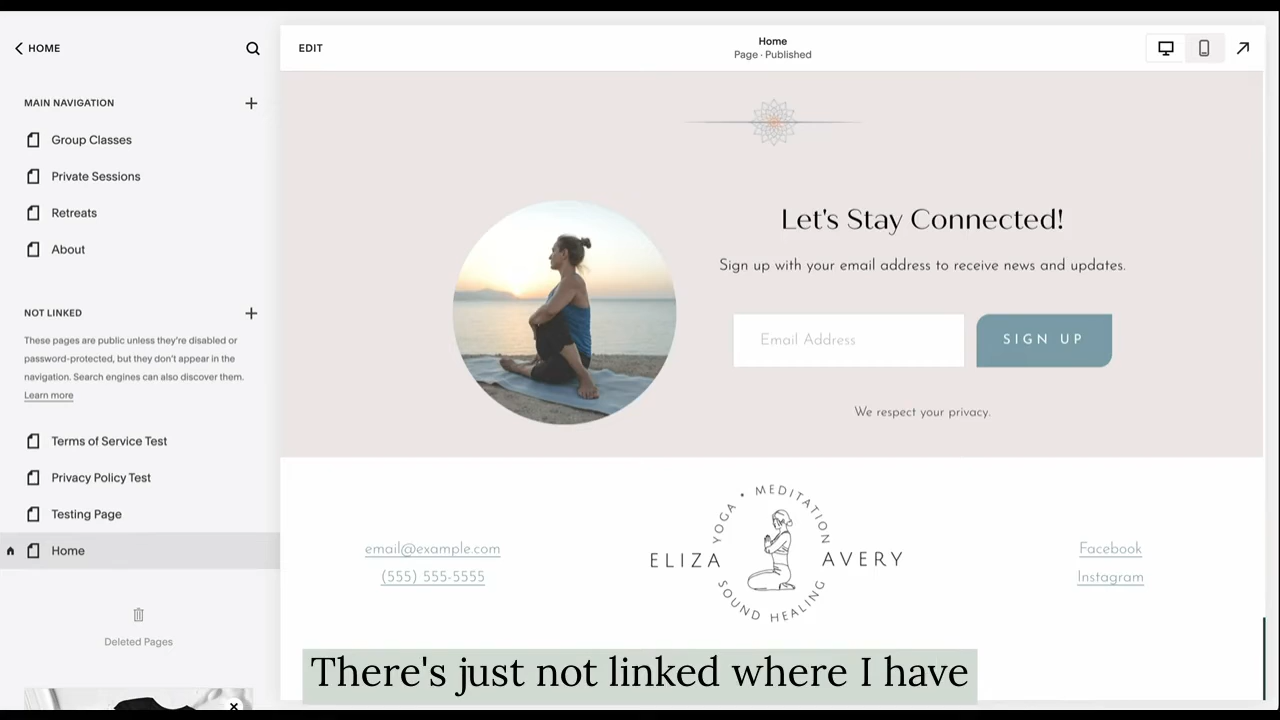 HOME
MAIN NAVIGATION
Group Classes
Private Sessions
Retreats
About
NOT LINKED
These pages are public unless they're disabled or
password-protected, but they don't appear in the
navigation. Search engines can also discover them.
Learn more
Terms of Service Test
Privacy Policy Test
Testing Page
Home
Deleted Pages
EDIT
Home
Page · Published
Let's Stay Connected!
Sign up with your email address to receive news and updates.
Email Address
SIGN UP
We respect your privacy.
email@example.com
(555) 555-5555
YOGA • MEDITATION
ELIZA AVERY
SOUND HEALING
Facebook
Instagram
There's just not linked where I have